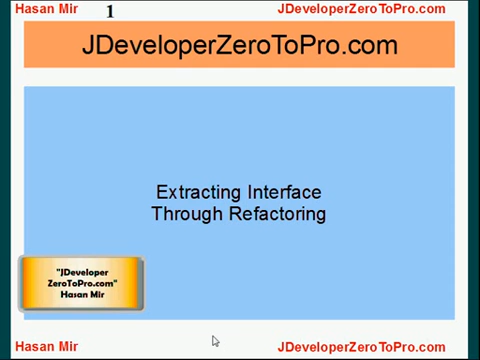 Hasan Mir 1 JDeveloperZeroToPro.com
JDeveloperZeroToPro.com
Extracting Interface
Through Refactoring
"JDeveloper
ZeroToPro.com"
Hasan Mir
Hasan Mir JDeveloperZeroToPro.com